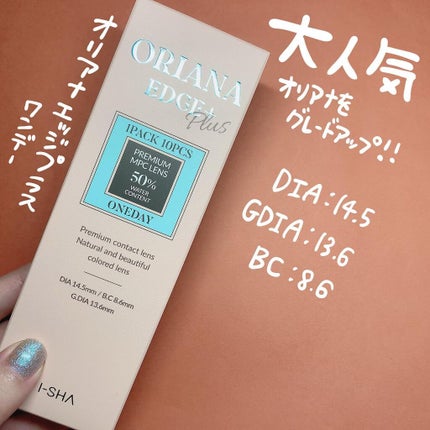 大人気
オリアナを
グレードアップ!!
オリアナエッジプラス
ワンデー
DIA:14.5
GDIA:13.6
BC:8.6
ORIANA
EDGE+
Plus
1PACK 10PCS
PREMIUM
MPC LENS
50%
WATER
CONTENT
ONEDAY
Premium contact lens
Natural and beautiful
colored lens
DIA 14.5mm / B.C 8.6mm
G.DIA 13.6mm
I-SHA